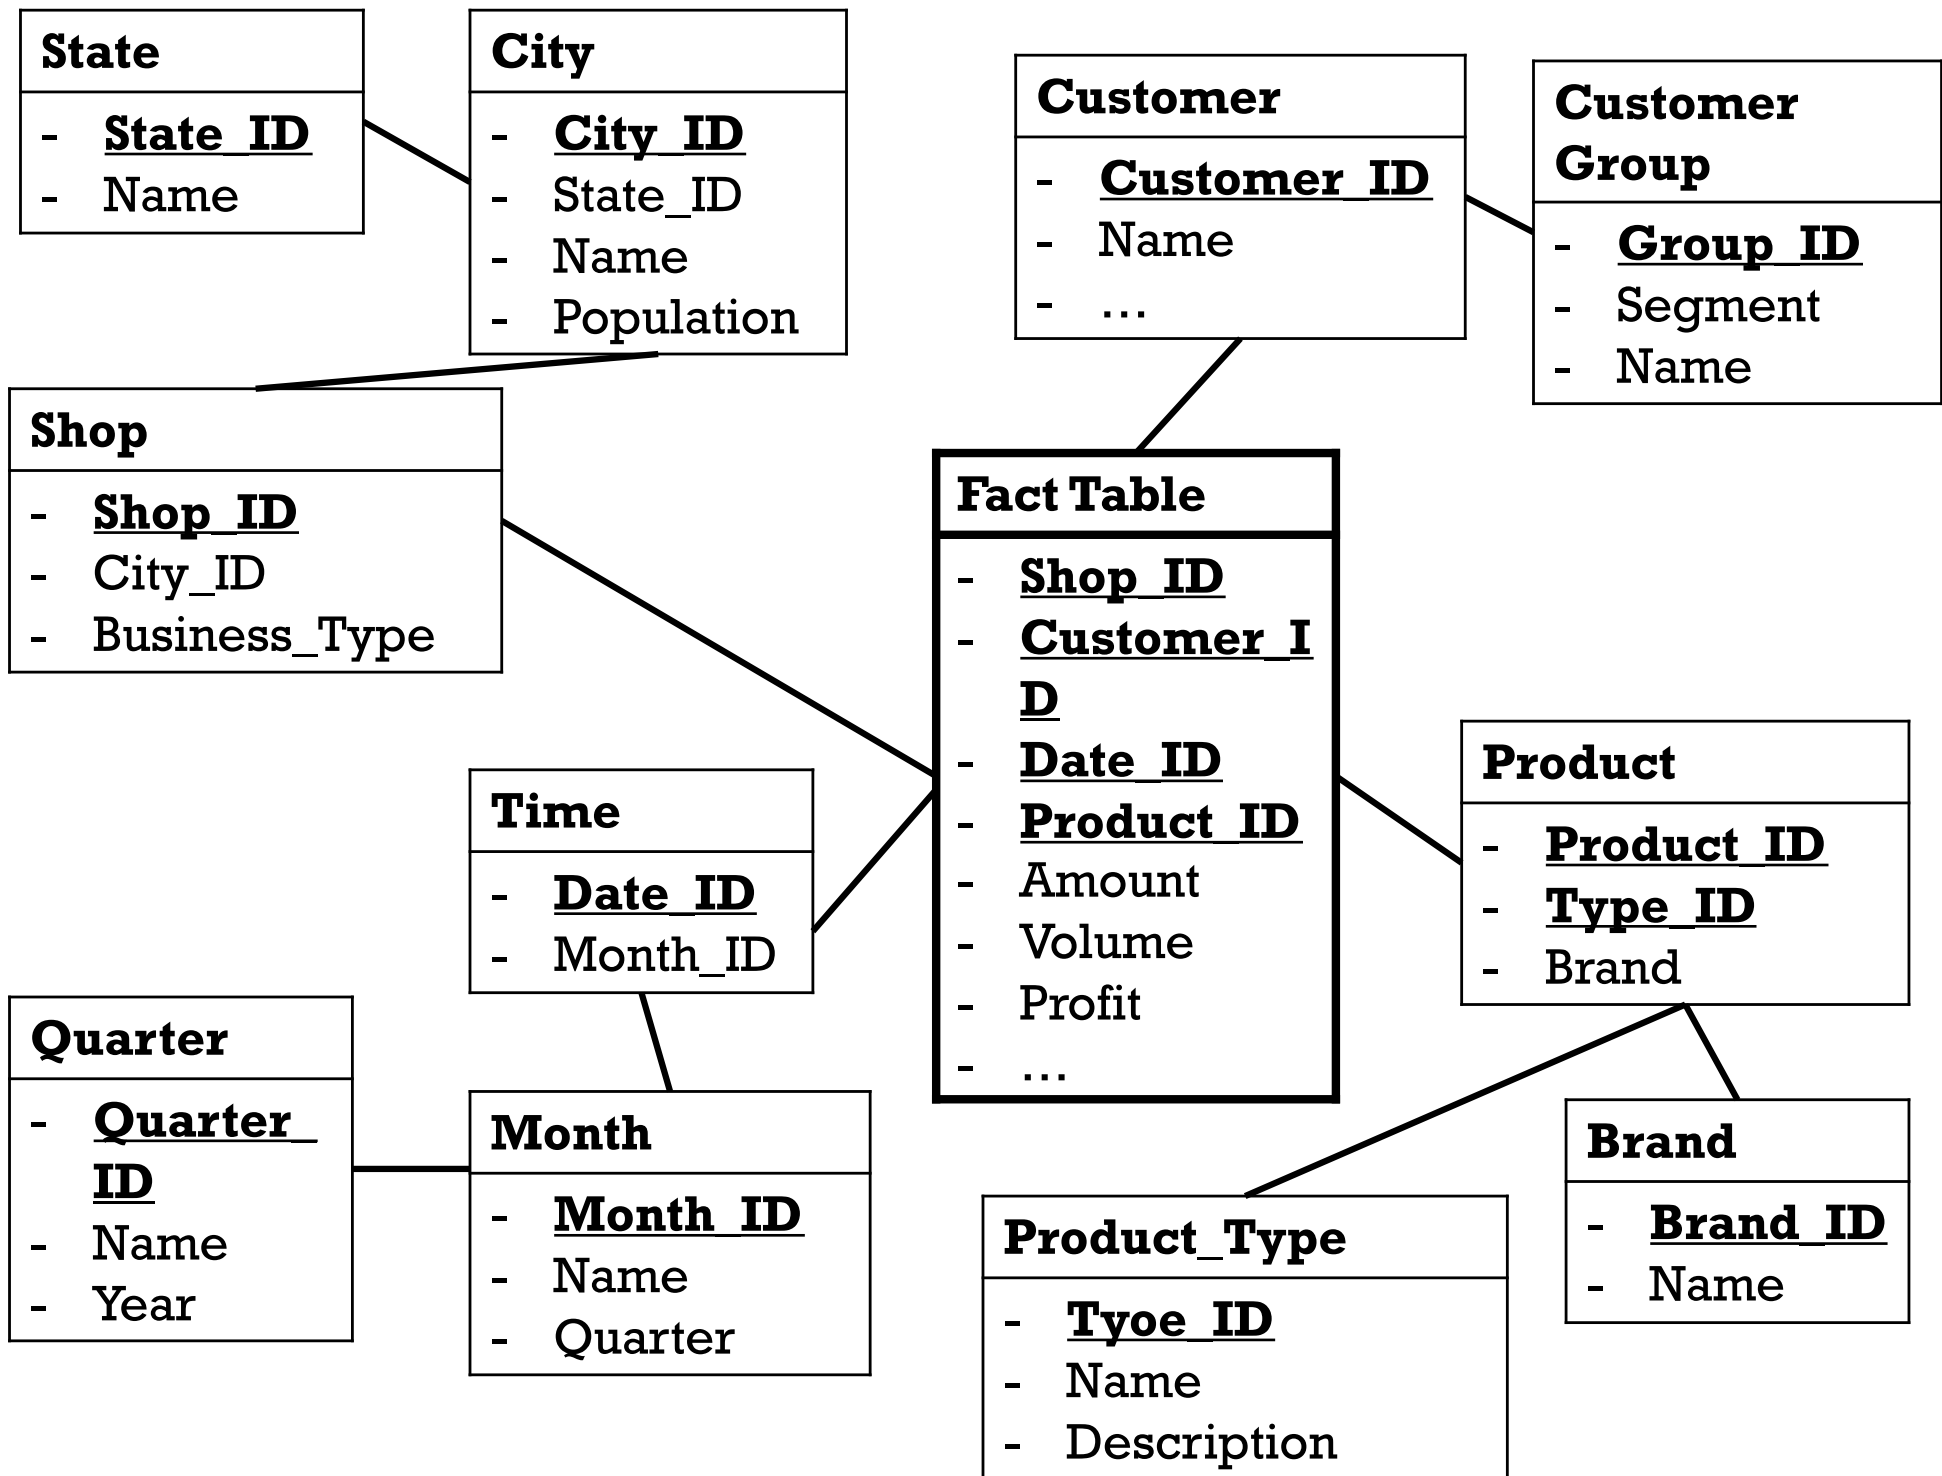 State
- State_ID
- Name
City
- City_ID
- State_ID
- Name
- Population
Customer
- Customer_ID
- Name
- …
Customer
Group
- Group_ID
- Segment
- Name
Shop
- Shop_ID
- City_ID
- Business_Type
Fact Table
- Shop_ID
- Customer_I
D
- Date_ID
- Product_ID
- Amount
- Volume
- Profit
- …
Time
- Date_ID
- Month_ID
Product
- Product_ID
- Type_ID
- Brand
Quarter
- Quarter_
ID
- Name
- Year
Month
- Month_ID
- Name
- Quarter
Product_Type
- Tyoe_ID
- Name
- Description
Brand
- Brand_ID
- Name